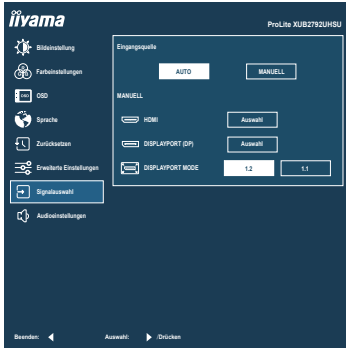 iiyama
ProLite XUB2792UHSU
Bildeinstellung
Farbeinstellungen
OSD
OSD
Sprache
Zurücksetzen
Erweiterte Einstellungen
Signalauswahl
Audioeinstellungen
Eingangsquelle
AUTO MANUELL
MANUELL
HDMI Auswahl
DISPLAYPORT (DP) Auswahl
DISPLAYPORT MODE 1.2 1.1
Beenden: Auswahl: /Drücken